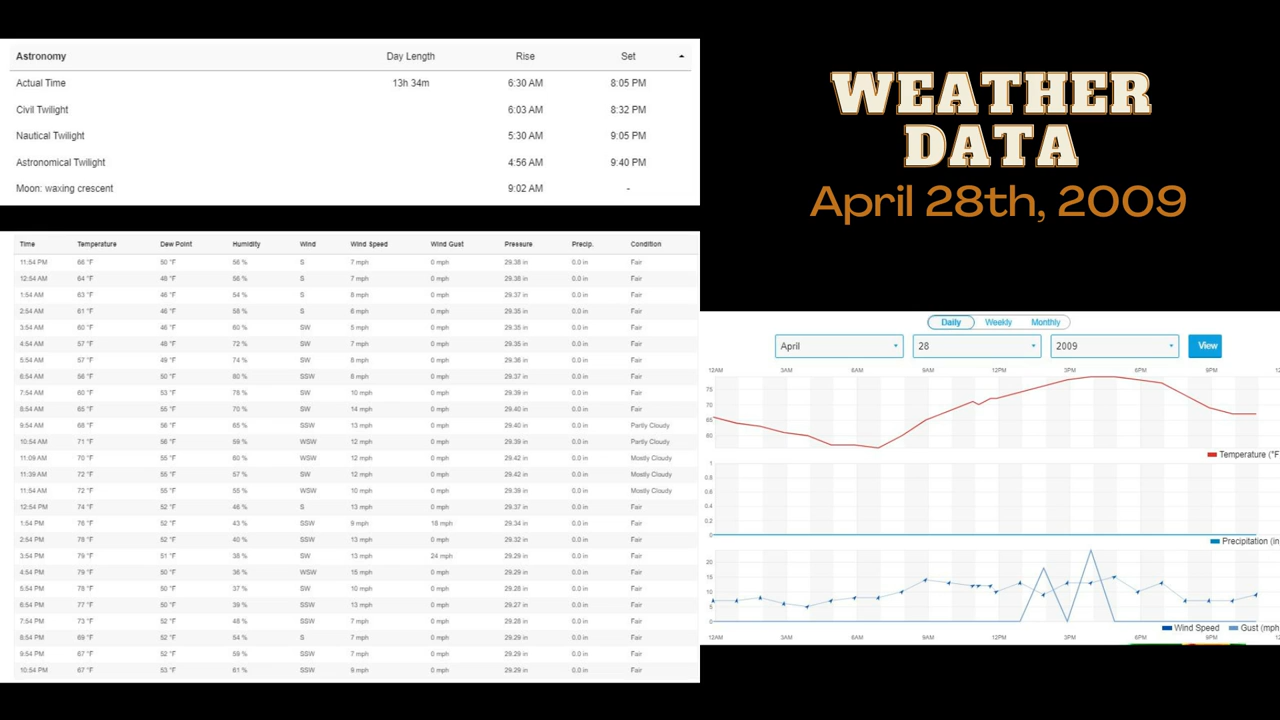 Astronomy Day Length Rise Set
Actual Time 13h 34m 6:30 AM 8:05 PM
Civil Twilight 6:03 AM 8:32 PM
Nautical Twilight 5:30 AM 9:05 PM
Astronomical Twilight 4:56 AM 9:40 PM
Moon: waxing crescent 9:02 AM -
WEATHER
DATA
April 28th, 2009
Time Temperature Dew Point Humidity Wind Wind Speed Wind Gust Pressure Precip. Condition
11:54 PM 66 °F 50 °F 56 % S 7 mph 0 mph 29.38 in 0.0 in Fair
12:54 AM 64 °F 48 °F 56 % S 7 mph 0 mph 29.38 in 0.0 in Fair
1:54 AM 63 °F 46 °F 54 % S 8 mph 0 mph 29.37 in 0.0 in Fair
2:54 AM 61 °F 46 °F 58 % S 6 mph 0 mph 29.35 in 0.0 in Fair
3:54 AM 60 °F 46 °F 60 % SW 5 mph 0 mph 29.35 in 0.0 in Fair
4:54 AM 57 °F 48 °F 72 % SW 7 mph 0 mph 29.35 in 0.0 in Fair
5:54 AM 57 °F 49 °F 74 % SW 8 mph 0 mph 29.36 in 0.0 in Fair
6:54 AM 56 °F 50 °F 80 % SSW 8 mph 0 mph 29.37 in 0.0 in Fair
7:54 AM 60 °F 53 °F 78 % SW 10 mph 0 mph 29.39 in 0.0 in Fair
8:54 AM 65 °F 55 °F 70 % SW 14 mph 0 mph 29.40 in 0.0 in Fair
9:54 AM 68 °F 56 °F 65 % SSW 13 mph 0 mph 29.40 in 0.0 in Partly Cloudy
10:54 AM 71 °F 56 °F 59 % WSW 12 mph 0 mph 29.39 in 0.0 in Partly Cloudy
11:09 AM 70 °F 55 °F 60 % WSW 12 mph 0 mph 29.42 in 0.0 in Mostly Cloudy
11:39 AM 72 °F 55 °F 57 % SW 12 mph 0 mph 29.42 in 0.0 in Mostly Cloudy
11:54 AM 72 °F 55 °F 55 % WSW 10 mph 0 mph 29.39 in 0.0 in Mostly Cloudy
12:54 PM 74 °F 52 °F 46 % S 13 mph 0 mph 29.37 in 0.0 in Fair
1:54 PM 76 °F 52 °F 43 % SSW 9 mph 18 mph 29.34 in 0.0 in Fair
2:54 PM 78 °F 52 °F 40 % SSW 13 mph 0 mph 29.32 in 0.0 in Fair
3:54 PM 79 °F 51 °F 38 % SW 13 mph 24 mph 29.29 in 0.0 in Fair
4:54 PM 79 °F 50 °F 36 % WSW 15 mph 0 mph 29.29 in 0.0 in Fair
5:54 PM 78 °F 50 °F 37 % SW 10 mph 0 mph 29.28 in 0.0 in Fair
6:54 PM 77 °F 50 °F 39 % SSW 13 mph 0 mph 29.27 in 0.0 in Fair
7:54 PM 73 °F 52 °F 48 % SSW 7 mph 0 mph 29.28 in 0.0 in Fair
8:54 PM 69 °F 52 °F 54 % S 7 mph 0 mph 29.29 in 0.0 in Fair
9:54 PM 67 °F 52 °F 59 % SSW 7 mph 0 mph 29.29 in 0.0 in Fair
10:54 PM 67 °F 53 °F 61 % SSW 9 mph 0 mph 29.29 in 0.0 in Fair
Daily Weekly Monthly
April 28 2009 View
12AM 3AM 6AM 9AM 12PM 3PM 6PM 9PM 12
75
70
65
60
Temperature (°F
1
0.8
0.6
0.4
0.2
0
Precipitation (in
20
15
10
5
0
Wind Speed Gust (mph
12AM 3AM 6AM 9AM 12PM 3PM 6PM 9PM 12